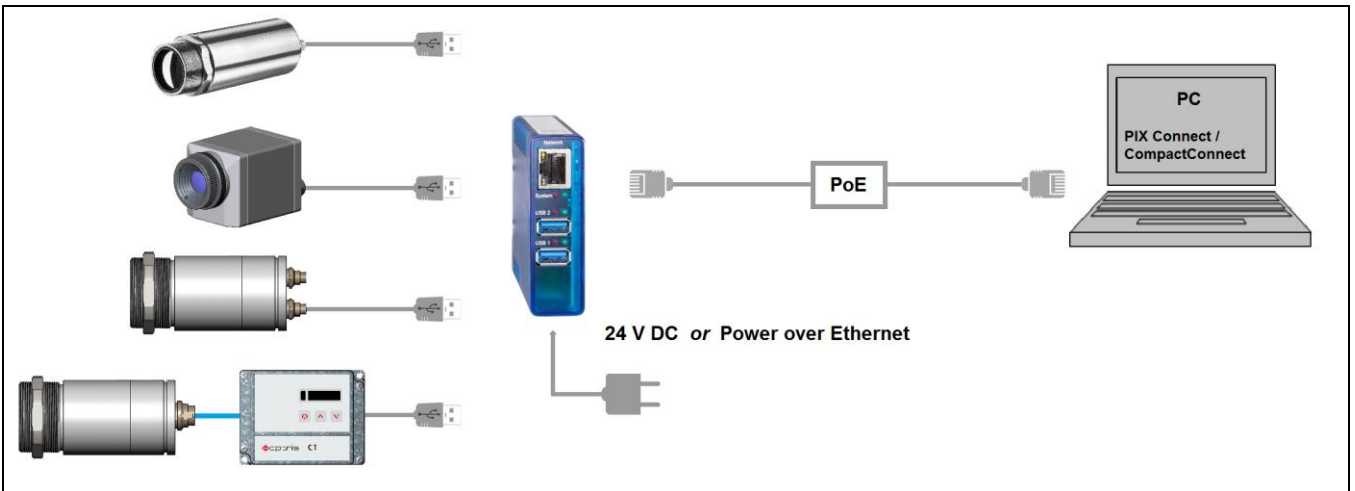 Network
System
USB 2
USB 1
PC
PIX Connect /
CompactConnect
PoE
24 V DC or Power over Ethernet
CT